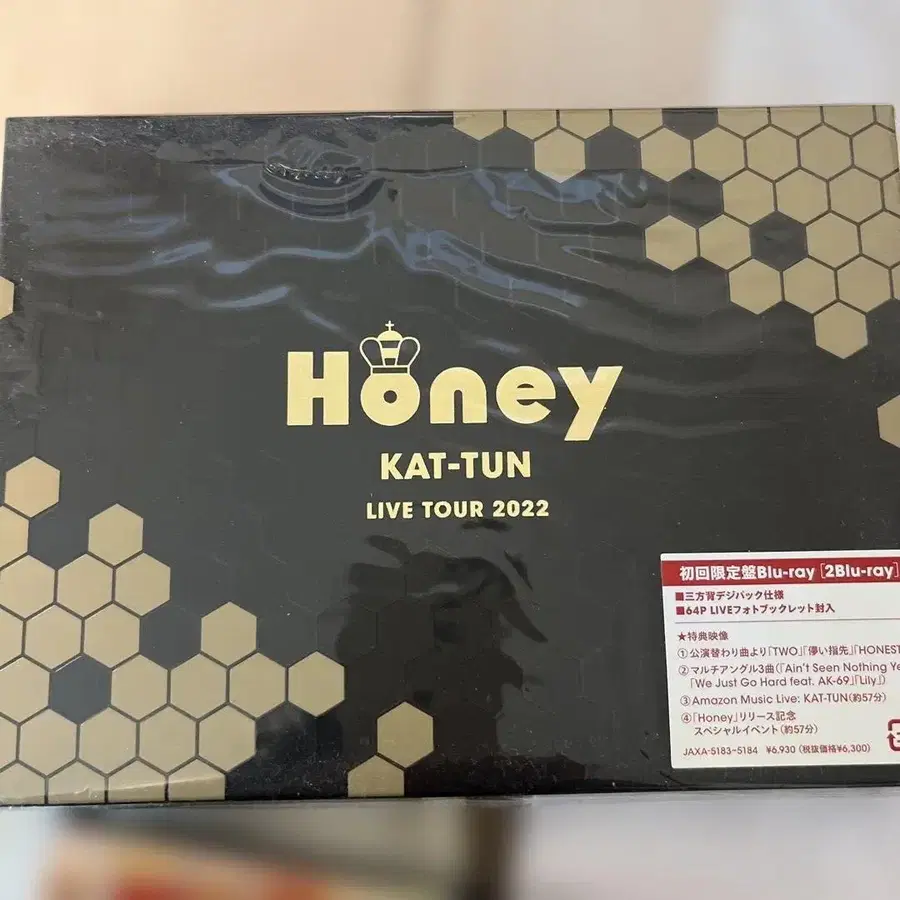 Honey
KAT-TUN
LIVE TOUR 2022
初回限定盤Blu-ray [2Blu-ray]
■三方背デジパック仕様
■64P LIVEフォトブックレット封入
★特典映像
①公演替わり曲より「TWO」「儚い指先」「HONEST
②マルチアングル3曲(「Ain't Seen Nothing Ye
「We Just Go Hard feat. AK-69」「Lily」)
③Amazon Music Live: KAT-TUN(約57分)
④「Honey」リリース記念
スペシャルイベント(約57分)
JAXA-5183~5184 ¥6,930 (税抜価格¥6,300)